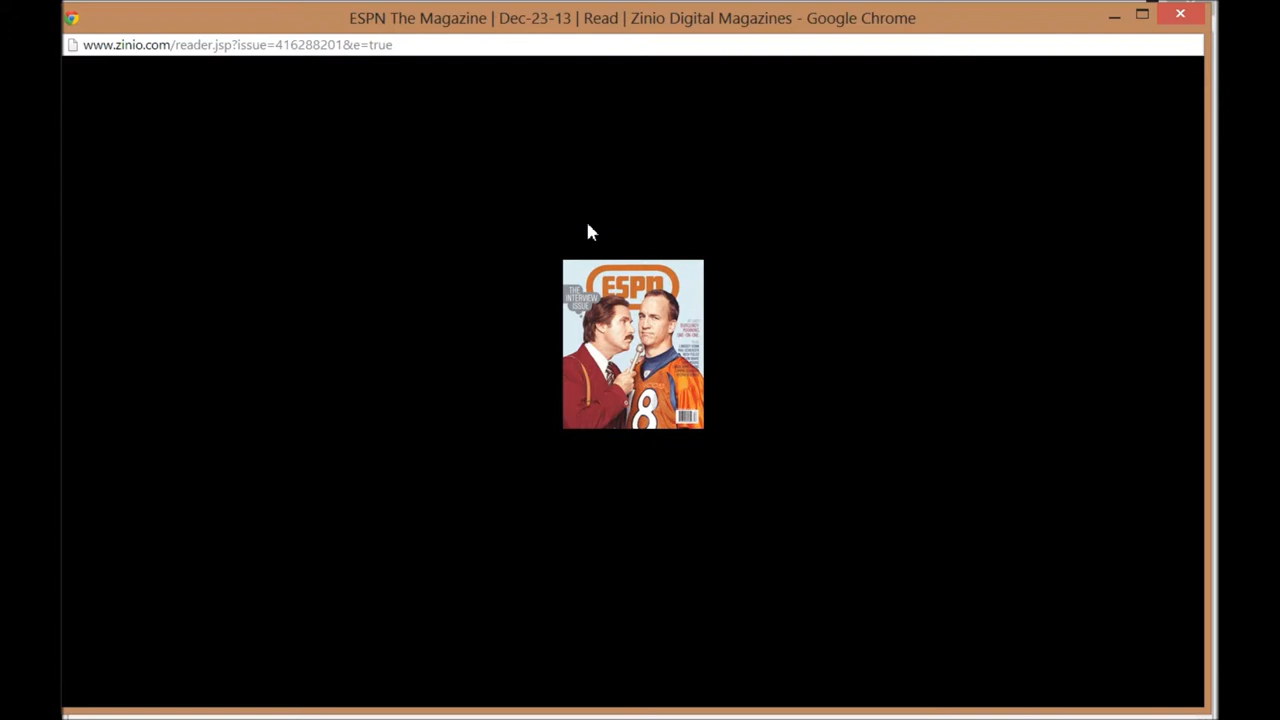 ESPN The Magazine | Dec-23-13 | Read | Zinio Digital Magazines - Google Chrome
www.zinio.com/reader.jsp?issue=416288201&e=true
ESPN
THE
INTERVIEW
ISSUE
8